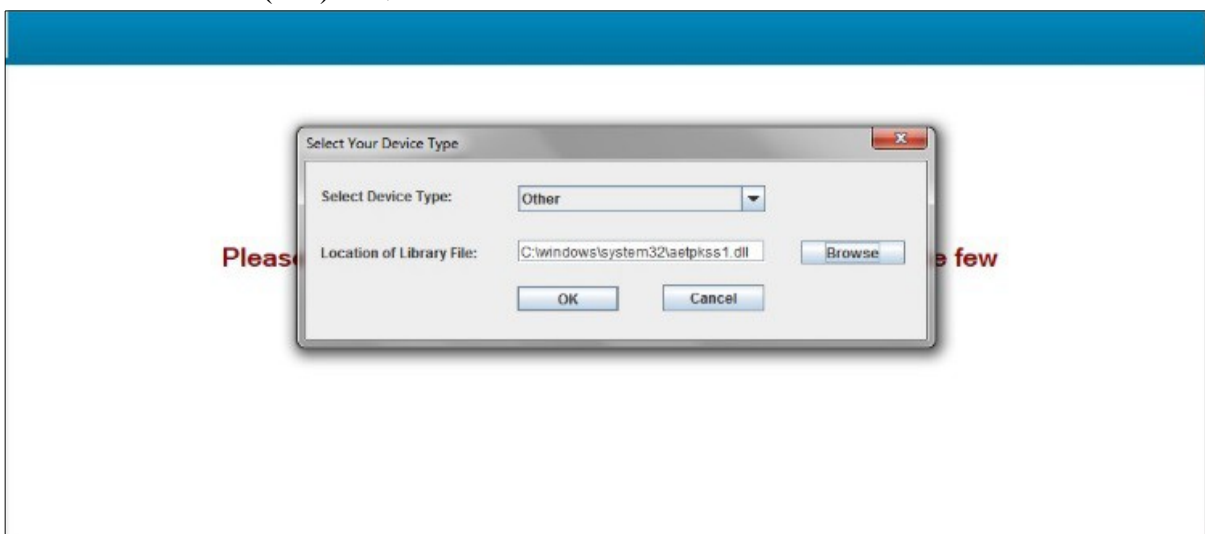 Select Your Device Type
Select Device Type: Other
Location of Library File: C:\windows\system32\aetpkss1.dll Browse
Please few
OK Cancel